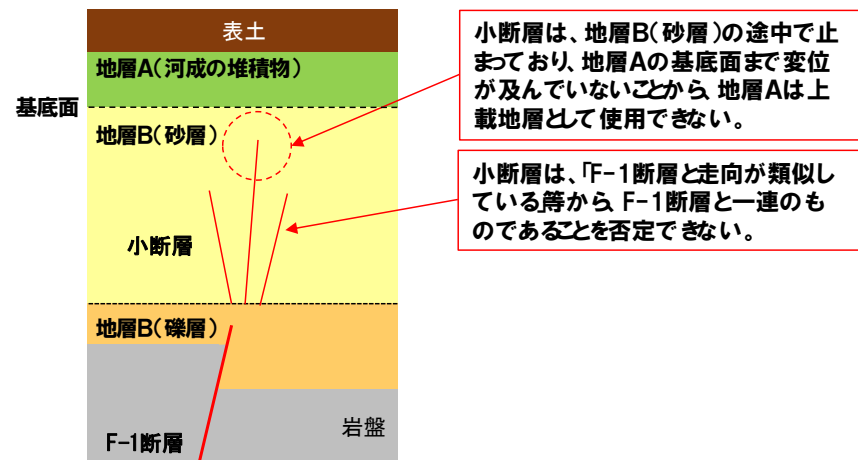 表土
地層A(河成の堆積物)
基底面
地層B(砂層)
小断層
地層B(礫層)
F-1断層
岩盤
小断層は、地層B(砂層)の途中で止
まっており、地層Aの基底面まで変位
が及んでいないことから、地層Aは上
載地層として使用できない。
小断層は、「F-1断層と走向が類似し
ている」等から、F-1断層と一連のも
のであることを否定できない。